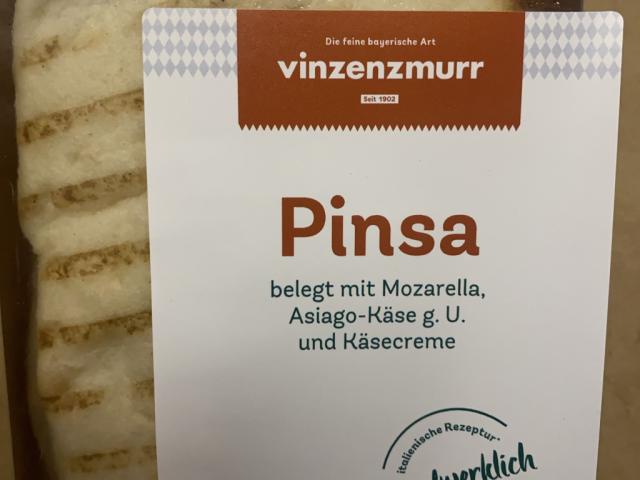 Die feine bayerische Art
vinzenzmurr
Seit 1902
Pinsa
belegt mit Mozarella,
Asiago-Käse g. U.
und Käsecreme
italienische Rezeptur*